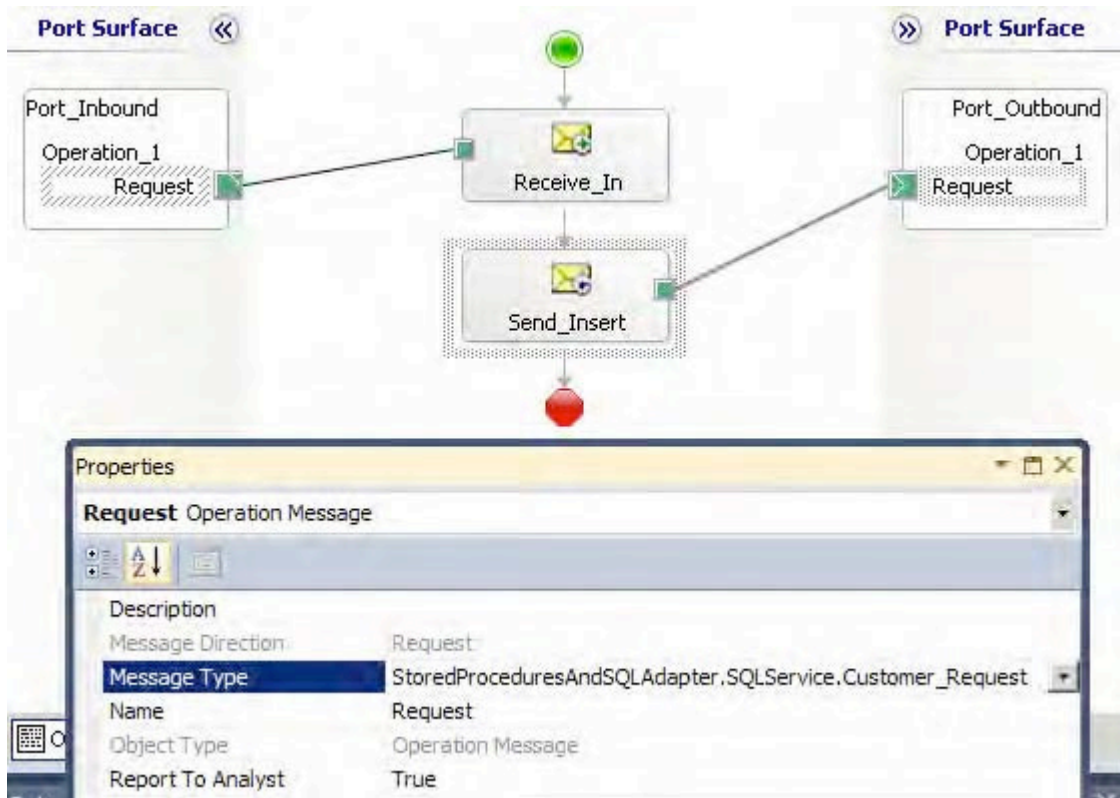 Port Surface
Port Surface
Port_Inbound
Operation_1
Request
Receive_In
Send_Insert
Port_Outbound
Operation_1
Request
Properties
Request Operation Message
Description
Message Direction Request
Message Type StoredProceduresAndSQLAdapter.SQLService.Customer_Request
Name Request
Object Type Operation Message
Report To Analyst True